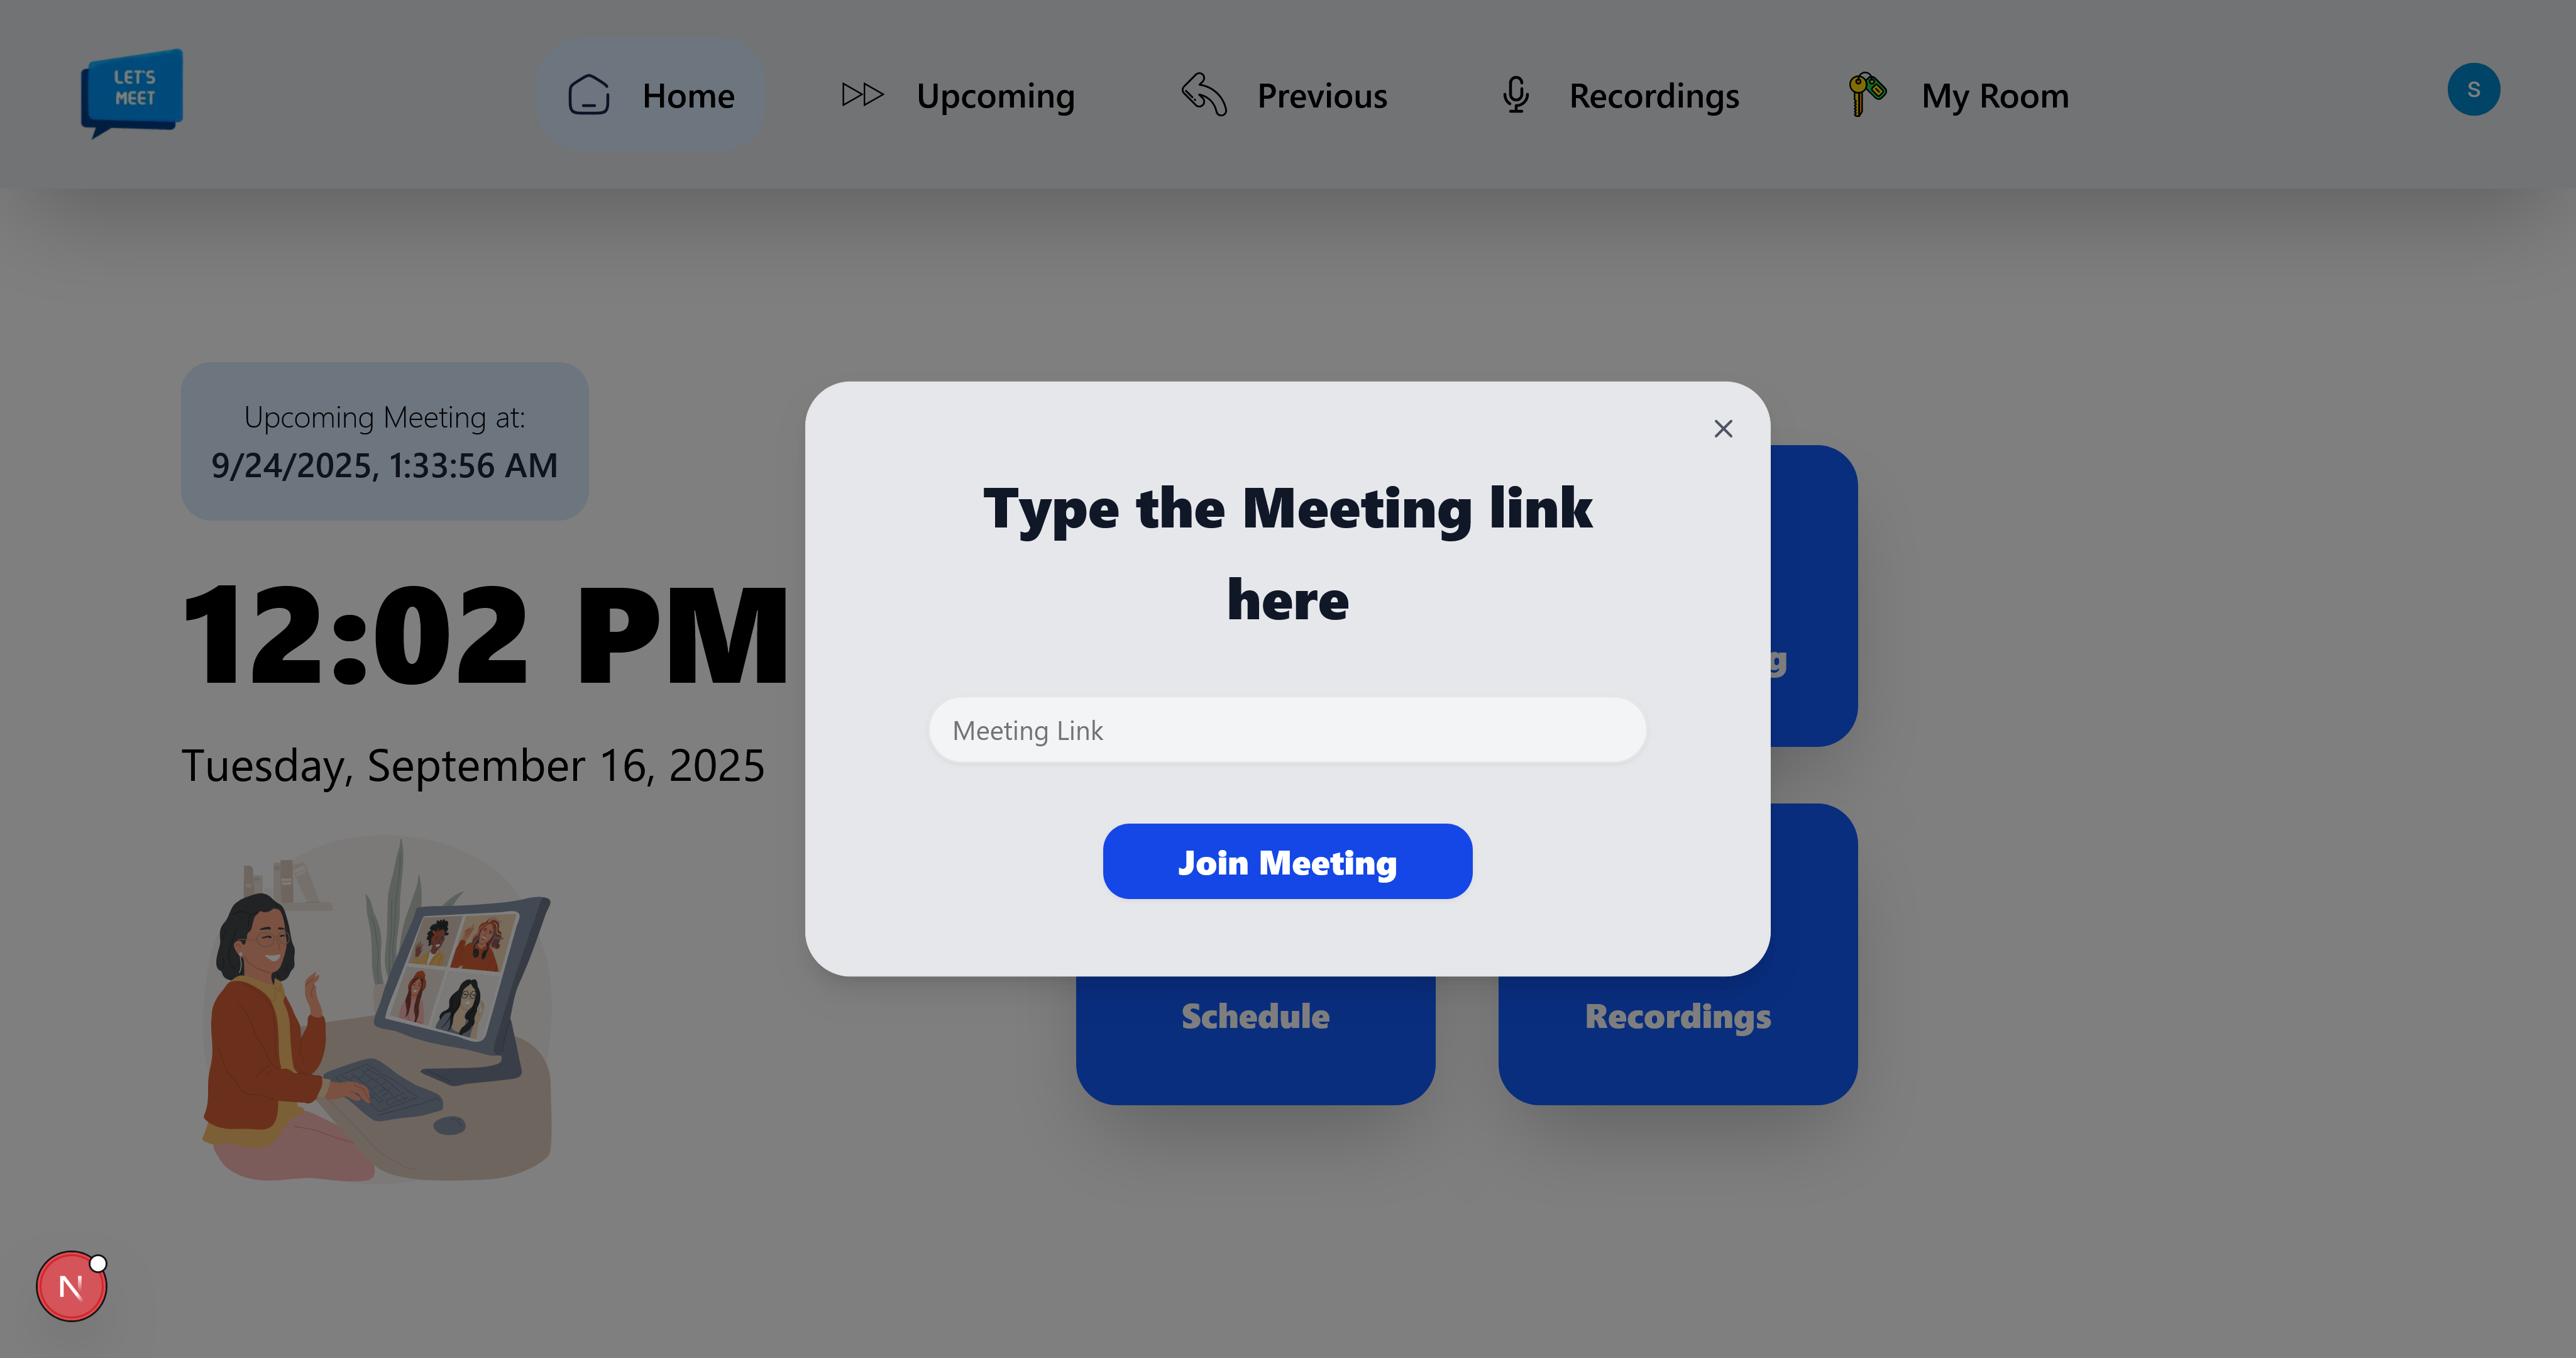 LET'S
MEET
Home
Upcoming
Previous
Recordings
My Room
S
Upcoming Meeting at:
9/24/2025, 1:33:56 AM
12:02 PM
Tuesday, September 16, 2025
Type the Meeting link
here
Meeting Link
Join Meeting
g
Schedule
Recordings
N